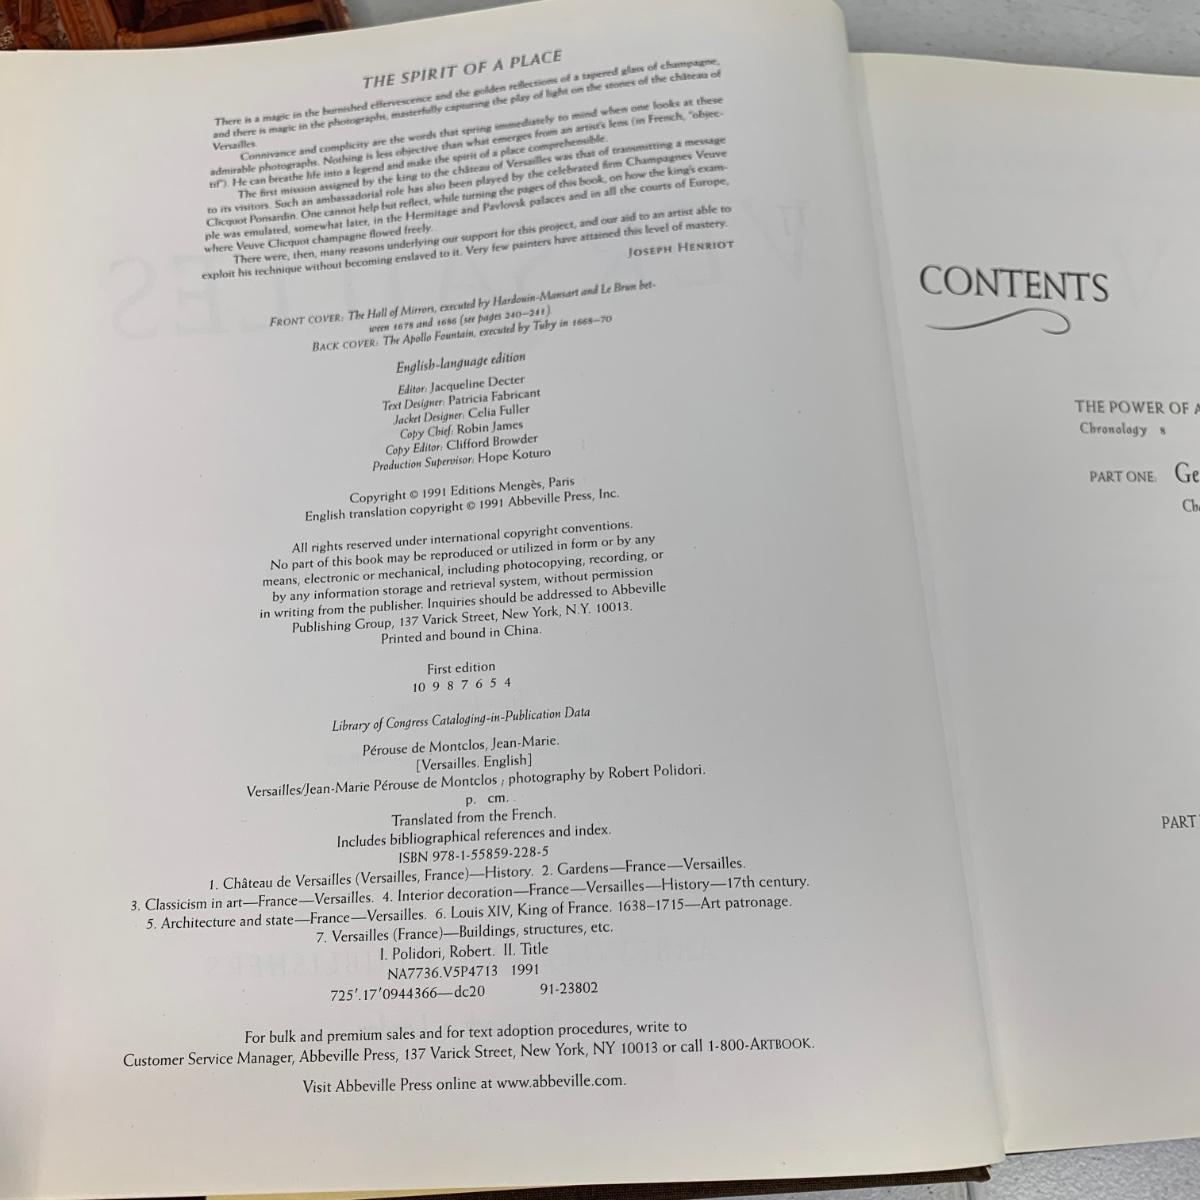 THE SPIRIT OF A PLACE
There is a magic in the burnished effervescence and the golden reflections of a tapered glass of champagne,
and there is magic in the photographs, masterfully capturing the play of light on the stones of the château of
Versailles.
Connivance and complicity are the words that spring immediately to mind when one looks at these
admirable photographs. Nothing is less objective than what emerges from an artist's lens (in French, "objec-
tif"). He can breathe life into a legend and make the spirit of a place comprehensible.
The first mission assigned by the king to the château of Versailles was that of transmitting a message
to its visitors. Such an ambassadorial role has also been played by the celebrated firm Champagnes Veuve
Clicquot Ponsardin. One cannot help but reflect, while turning the pages of this book, on how the king's exam-
ple was emulated, somewhat later, in the Hermitage and Pavlovsk palaces and in all the courts of Europe,
where Veuve Clicquot champagne flowed freely.
There were, then, many reasons underlying our support for this project, and our aid to an artist able to
exploit his technique without becoming enslaved to it. Very few painters have attained this level of mastery.
JOSEPH HENRIOT
FRONT COVER: The Hall of Mirrors, executed by Hardouin-Mansart and Le Brun bet-
ween 1678 and 1686 (see pages 240–241).
BACK COVER: The Apollo Fountain, executed by Tuby in 1668–70
English-language edition
Editor: Jacqueline Decter
Text Designer: Patricia Fabricant
Jacket Designer: Celia Fuller
Copy Chief: Robin James
Copy Editor: Clifford Browder
Production Supervisor: Hope Koturo
Copyright © 1991 Editions Mengès, Paris
English translation copyright © 1991 Abbeville Press, Inc.
All rights reserved under international copyright conventions.
No part of this book may be reproduced or utilized in form or by any
means, electronic or mechanical, including photocopying, recording, or
by any information storage and retrieval system, without permission
in writing from the publisher. Inquiries should be addressed to Abbeville
Publishing Group, 137 Varick Street, New York, N.Y. 10013.
Printed and bound in China.
First edition
10 9 8 7 6 5 4
Library of Congress Cataloging-in-Publication Data
Pérouse de Montclos, Jean-Marie.
[Versailles. English]
Versailles/Jean-Marie Pérouse de Montclos ; photography by Robert Polidori.
p. cm.
Translated from the French.
Includes bibliographical references and index.
ISBN 978-1-55859-228-5
1. Château de Versailles (Versailles, France)—History. 2. Gardens—France—Versailles.
3. Classicism in art—France—Versailles. 4. Interior decoration—France—Versailles—History—17th century.
5. Architecture and state—France—Versailles. 6. Louis XIV, King of France. 1638–1715—Art patronage.
7. Versailles (France)—Buildings, structures, etc.
I. Polidori, Robert. II. Title
NA7736.V5P4713 1991
725'.17'0944366—dc20 91-23802
For bulk and premium sales and for text adoption procedures, write to
Customer Service Manager, Abbeville Press, 137 Varick Street, New York, NY 10013 or call 1-800-ARTBOOK.
Visit Abbeville Press online at www.abbeville.com.
CONTENTS
THE POWER OF A
Chronology 8
PART ONE: Ge
Ch
PART